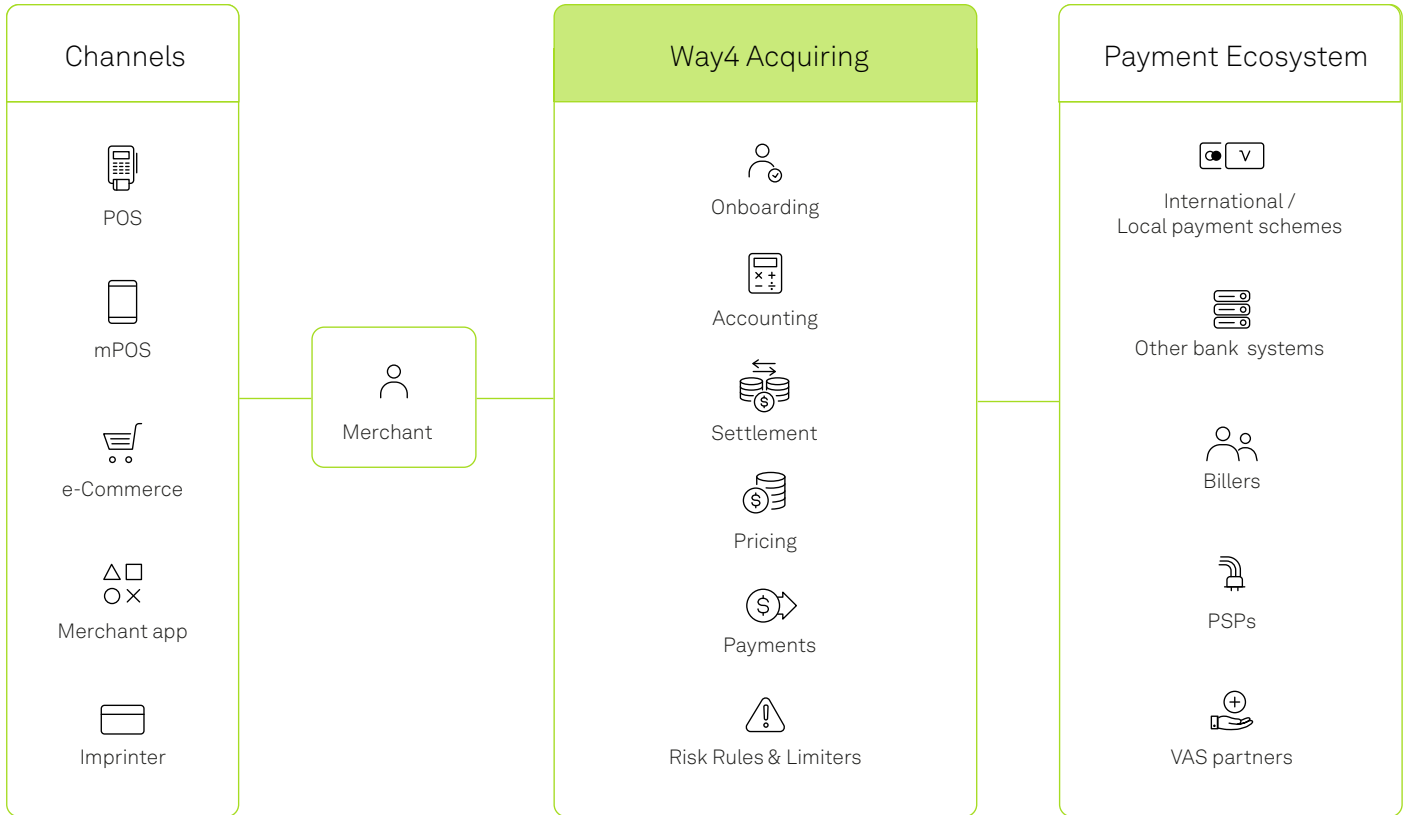 Channels
POS
mPOS
e-Commerce
Merchant app
Imprinter
Merchant
Way4 Acquiring
Onboarding
Accounting
Settlement
Pricing
Payments
Risk Rules & Limiters
Payment Ecosystem
International /
Local payment schemes
Other bank systems
Billers
PSPs
VAS partners